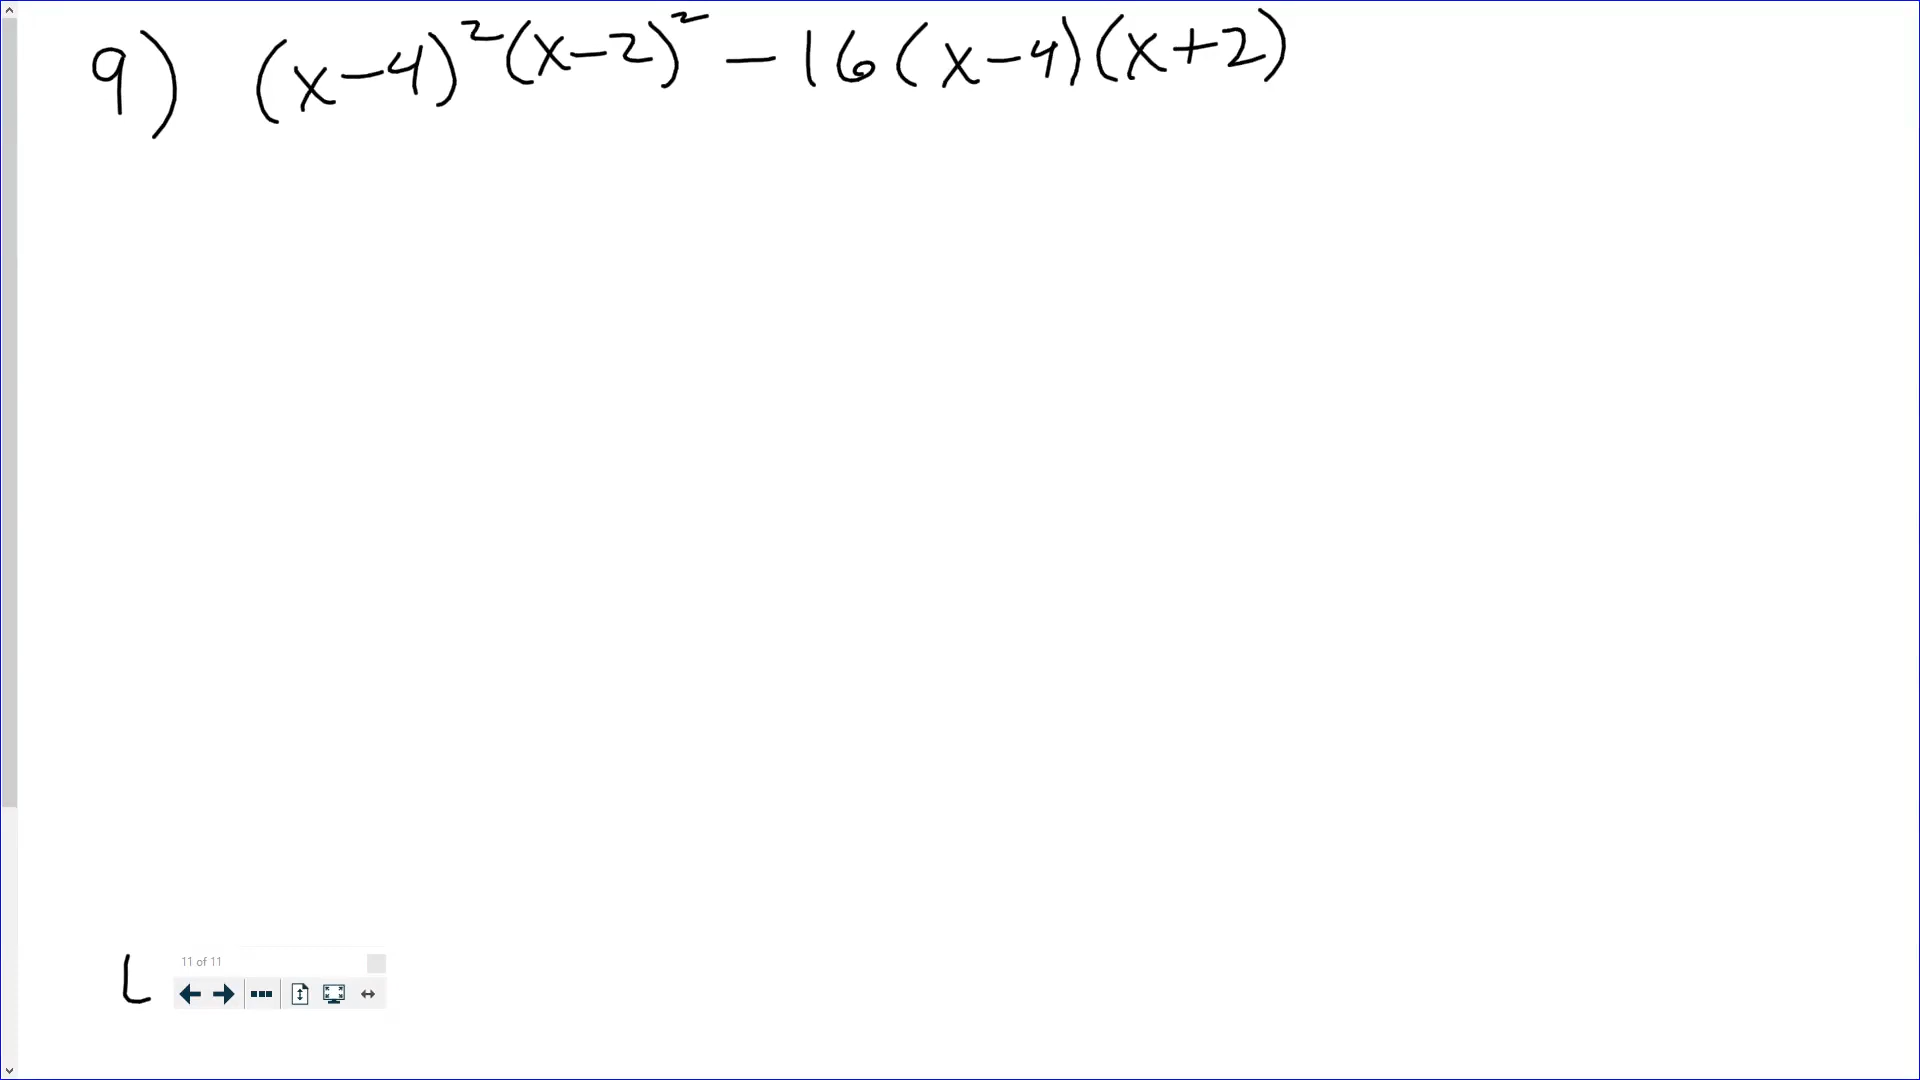 9) (x-4)²(x-2)² - 16(x-4)(x+2)
L
11 of 11